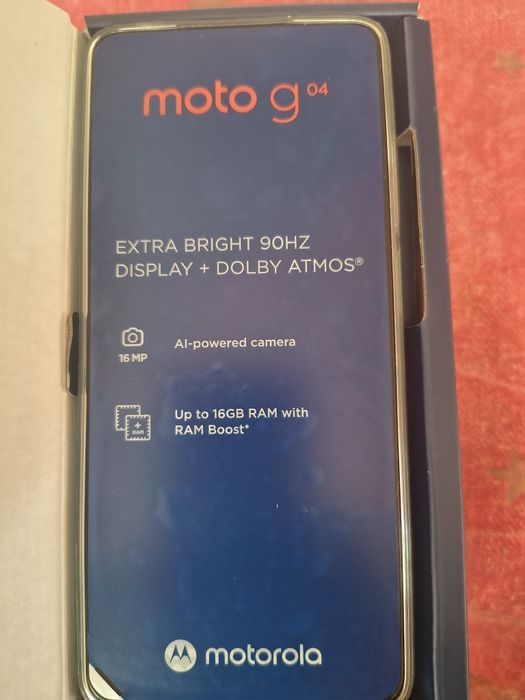 moto g 04
EXTRA BRIGHT 90HZ
DISPLAY + DOLBY ATMOS®
16 MP
AI-powered camera
+
RAM
Up to 16GB RAM with
RAM Boost*
motorola